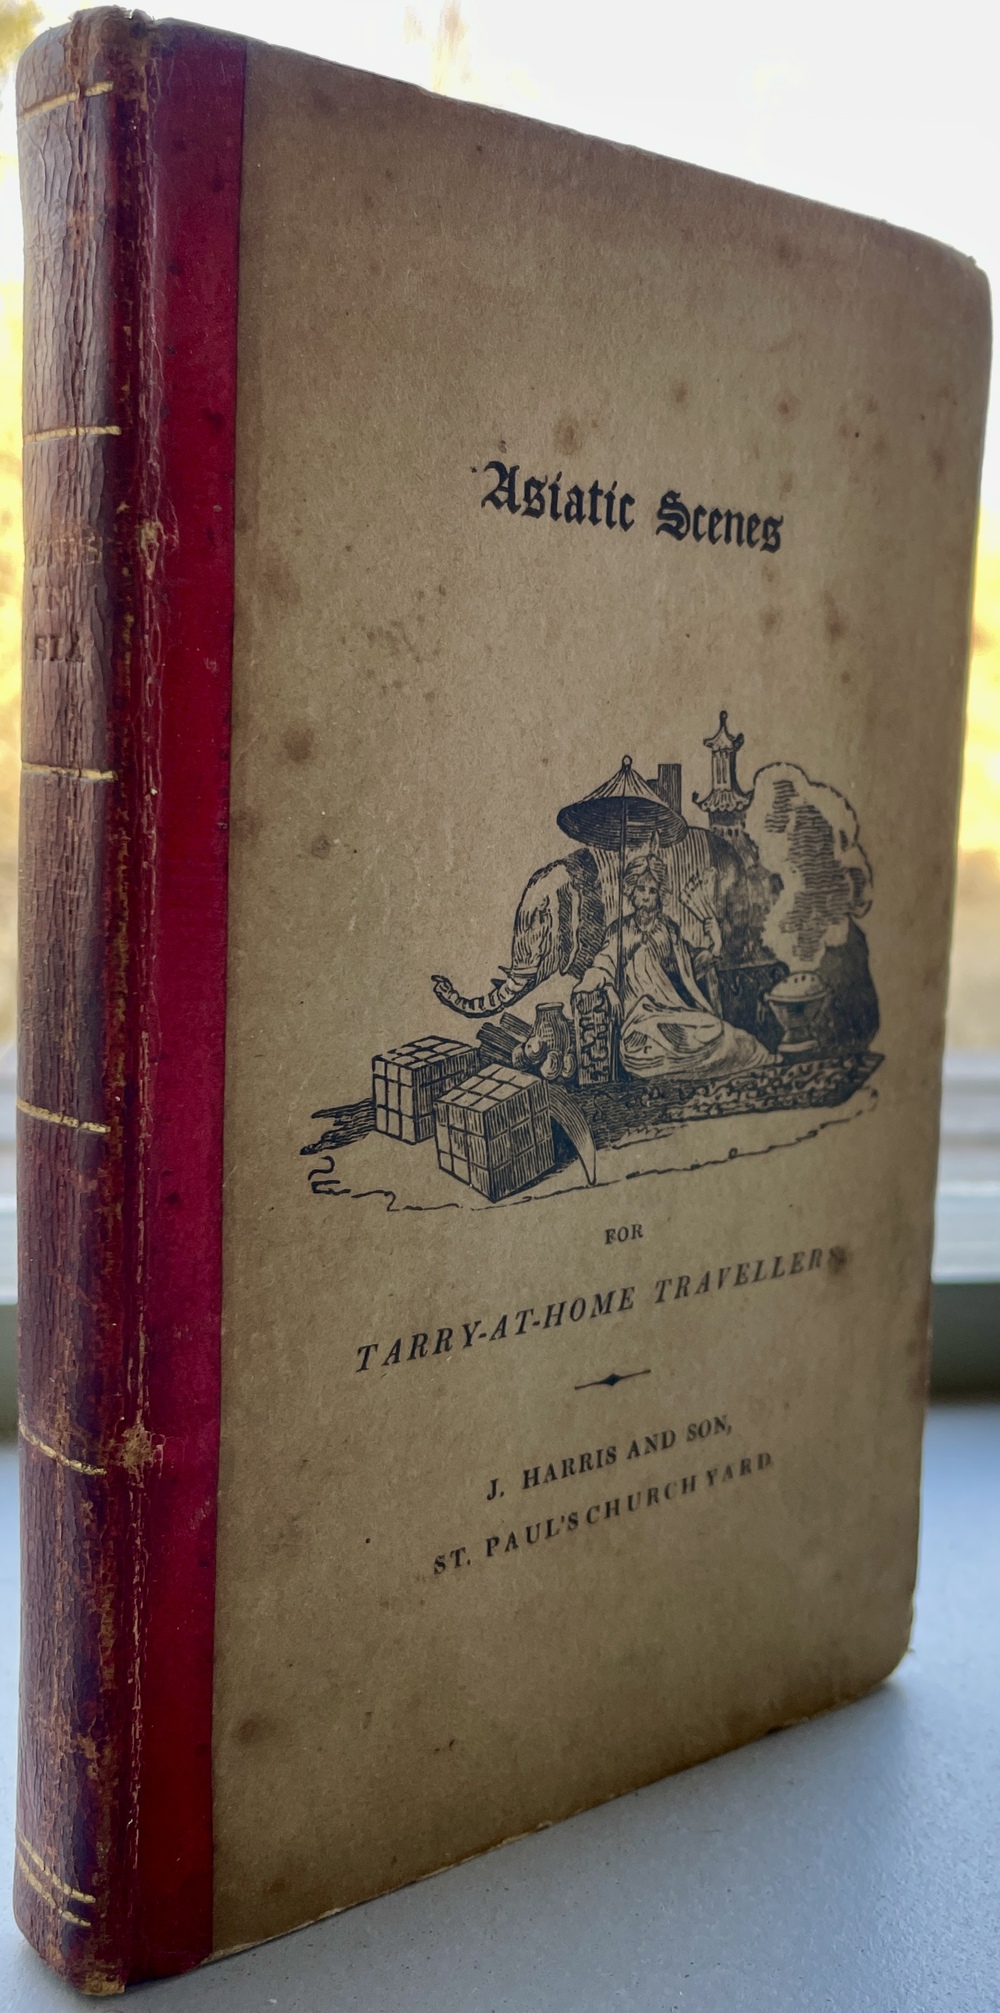 Asiatic Scenes
FOR
TARRY-AT-HOME TRAVELLERS
J. HARRIS AND SON,
ST. PAUL'S CHURCH YARD